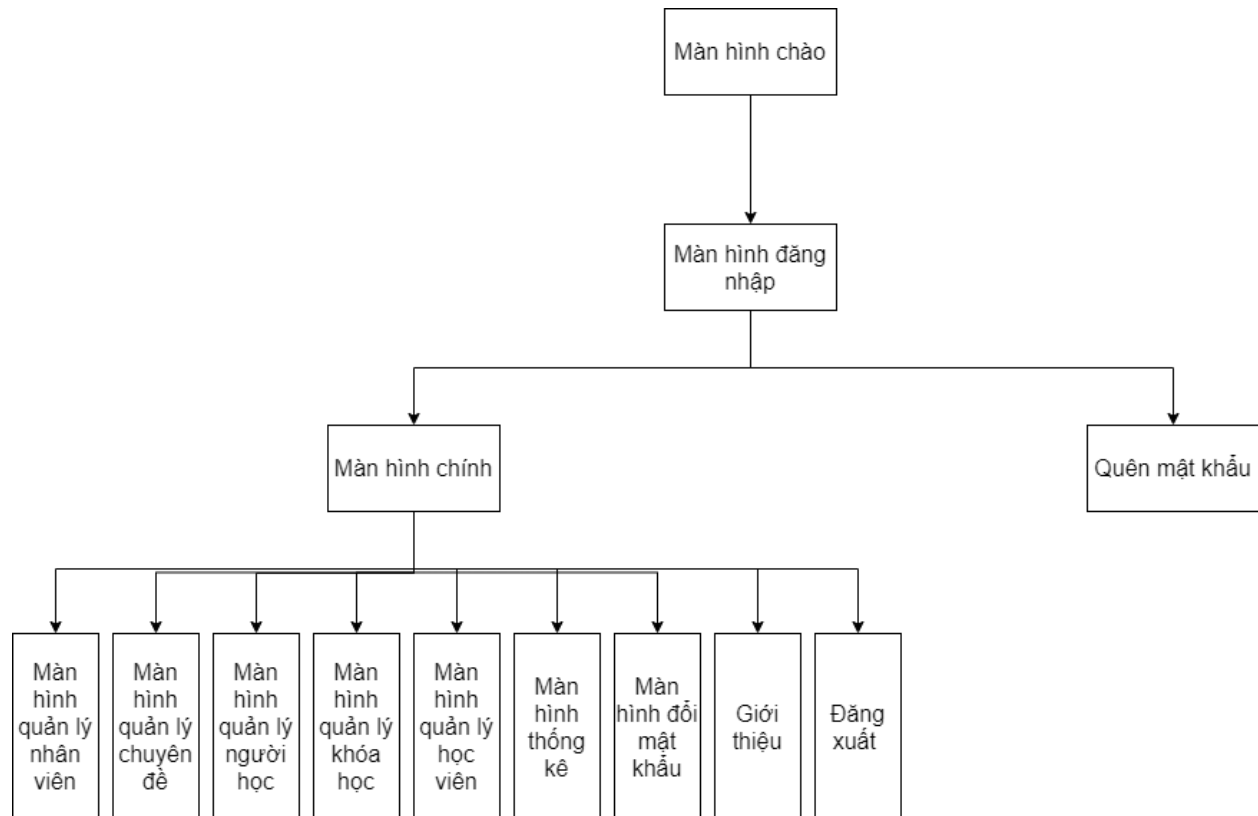 Màn hình chào
Màn hình đăng
nhập
Màn hình chính
Quên mật khẩu
Màn
hình
quản lý
nhân
viên
Màn
hình
quản lý
chuyên
đề
Màn
hình
quản lý
người
học
Màn
hình
quản lý
khóa
học
Màn
hình
quản lý
học
viên
Màn
hình
thống
kê
Màn
hình đổi
mật
khẩu
Giới
thiệu
Đăng
xuất